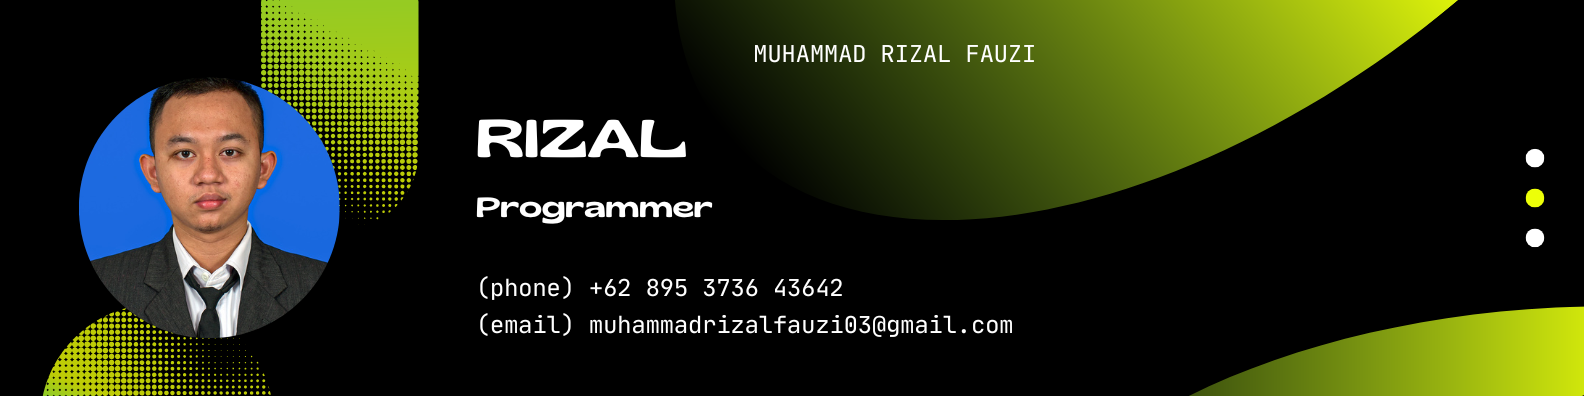 MUHAMMAD RIZAL FAUZI
RIZAL
Programmer
(phone) +62 895 3736 43642
(email) muhammadrizalfauzi03@gmail.com